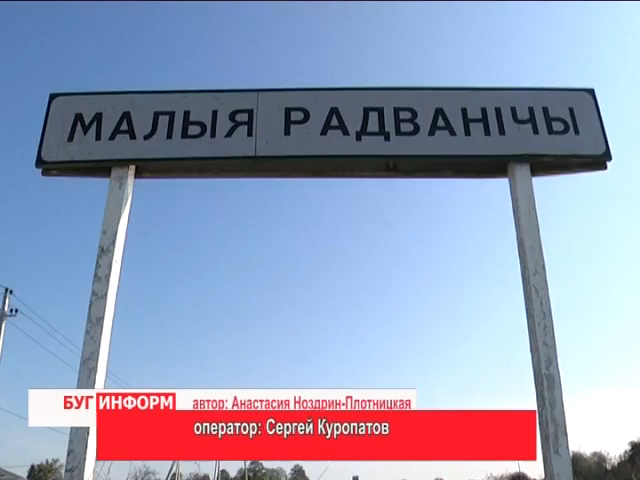 МАЛЫЯ РАДВАНІЧЫ
БУГ ИНФОРМ автор: Анастасия Ноздрин-Плотницкая
оператор: Сергей Куропатов